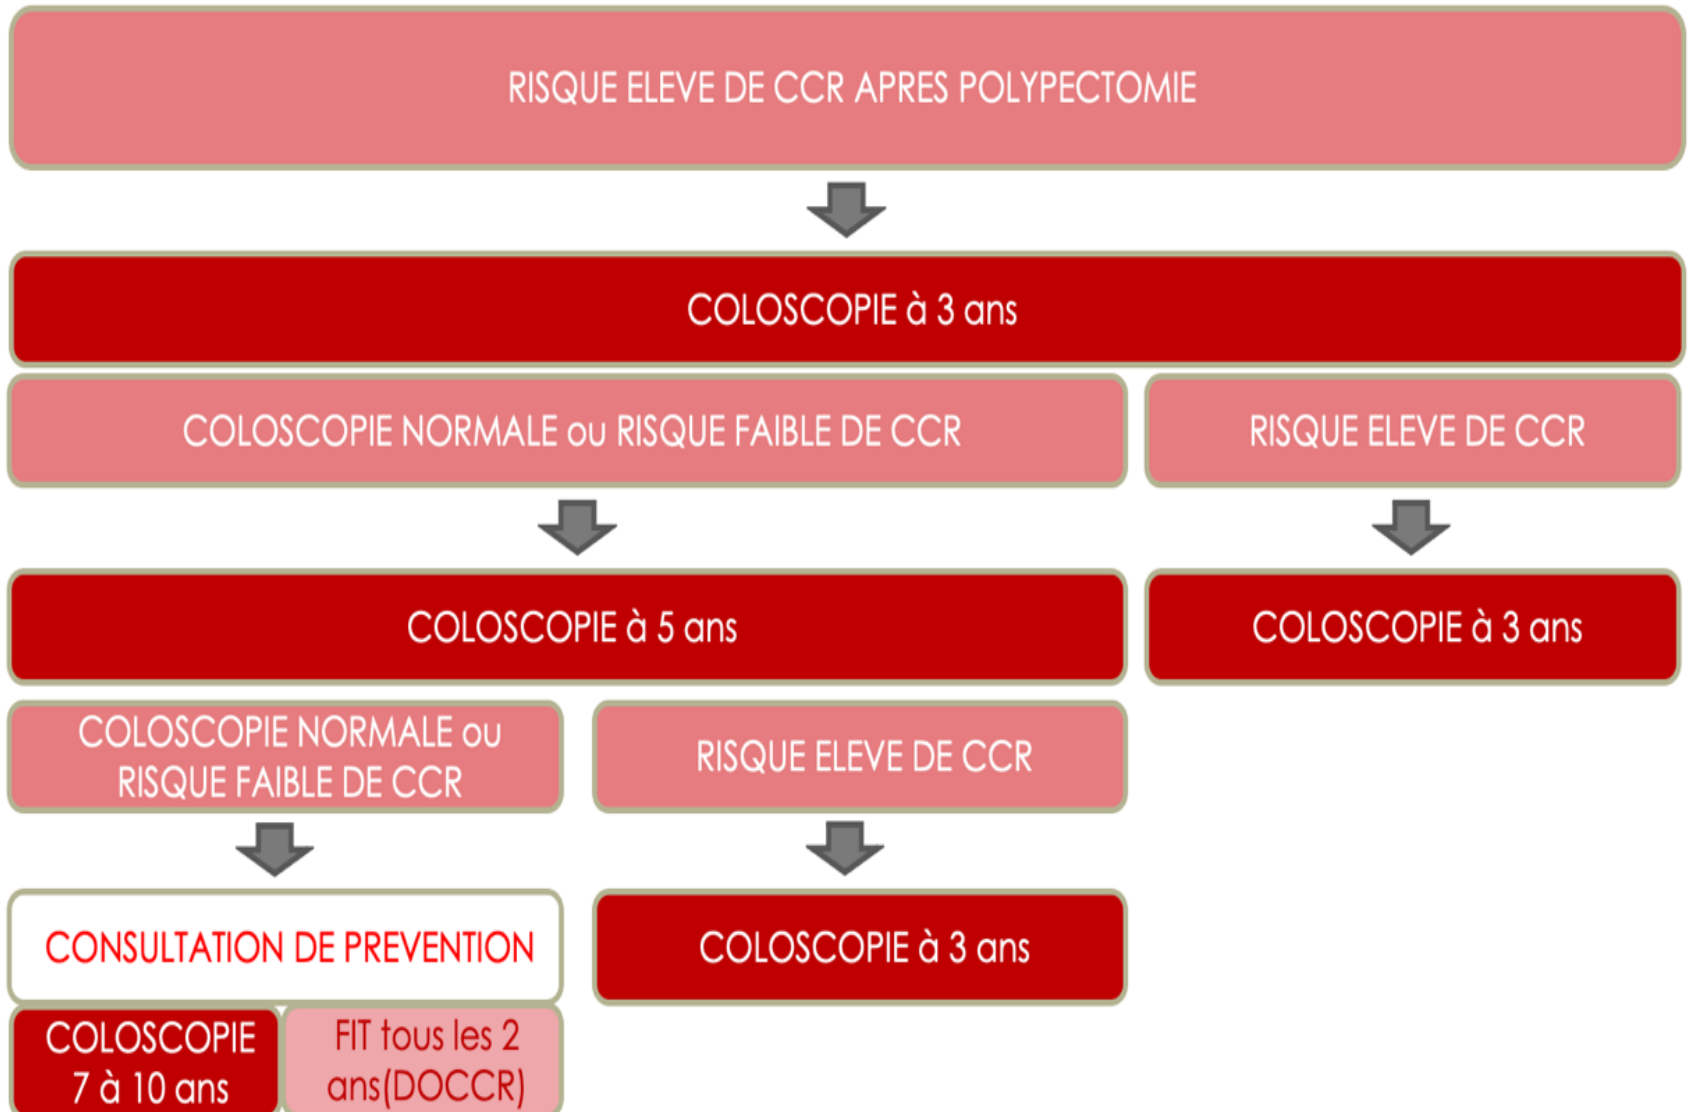 RISQUE ELEVE DE CCR APRES POLYPECTOMIE
COLOSCOPIE à 3 ans
COLOSCOPIE NORMALE ou RISQUE FAIBLE DE CCR
RISQUE ELEVE DE CCR
COLOSCOPIE à 5 ans
COLOSCOPIE à 3 ans
COLOSCOPIE NORMALE ou
RISQUE FAIBLE DE CCR
RISQUE ELEVE DE CCR
CONSULTATION DE PREVENTION
COLOSCOPIE à 3 ans
COLOSCOPIE
7 à 10 ans
FIT tous les 2
ans(DOCCR)